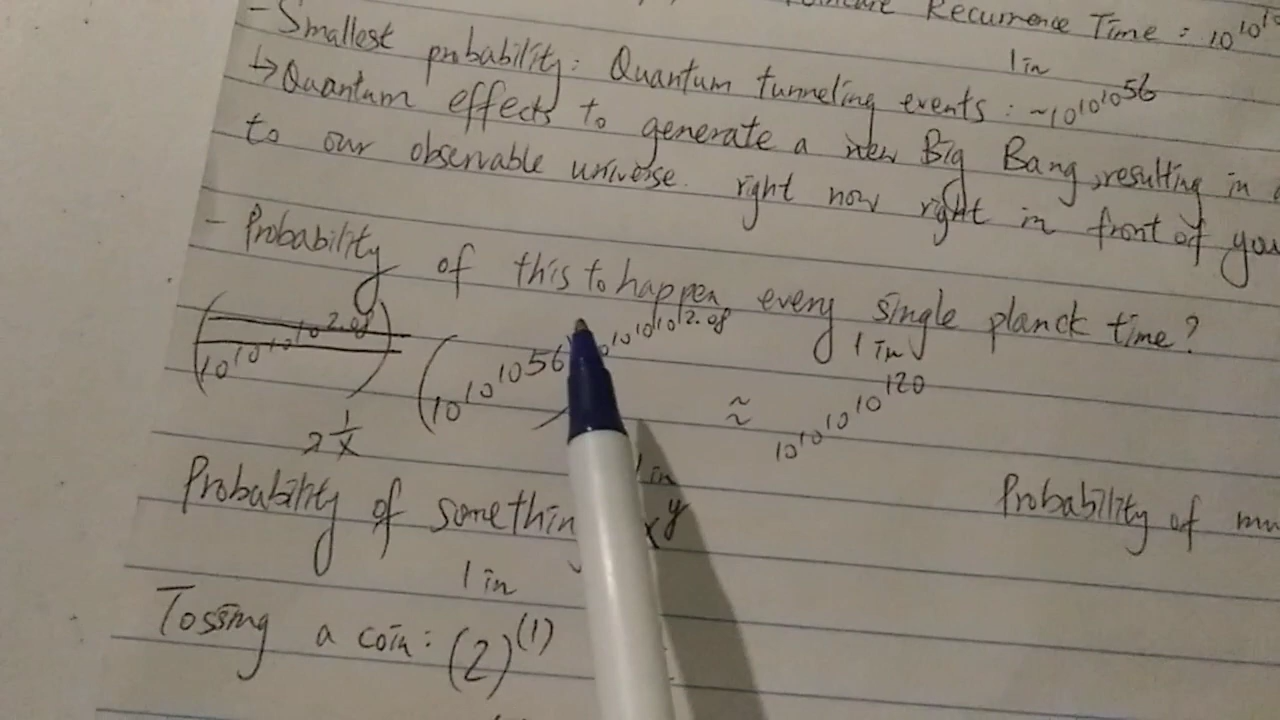 Recurrence Time : 10^10^1
- Smallest probability: Quantum tunneling events : ~10^10^10^56
1 in
↳ Quantum effects to generate a new Big Bang, resulting in
to our observable universe. right now right in front of you
- Probability of this to happen every single planck time?
(10^10^10^10^2.08) (10^10^10^56 10^10^10^10^2.08 ≈ 1 in 10^10^10^10^120
1/x
Probability of somethin 1 in x^y Probability of
1 in
Tossing a coin: (2)^(1)